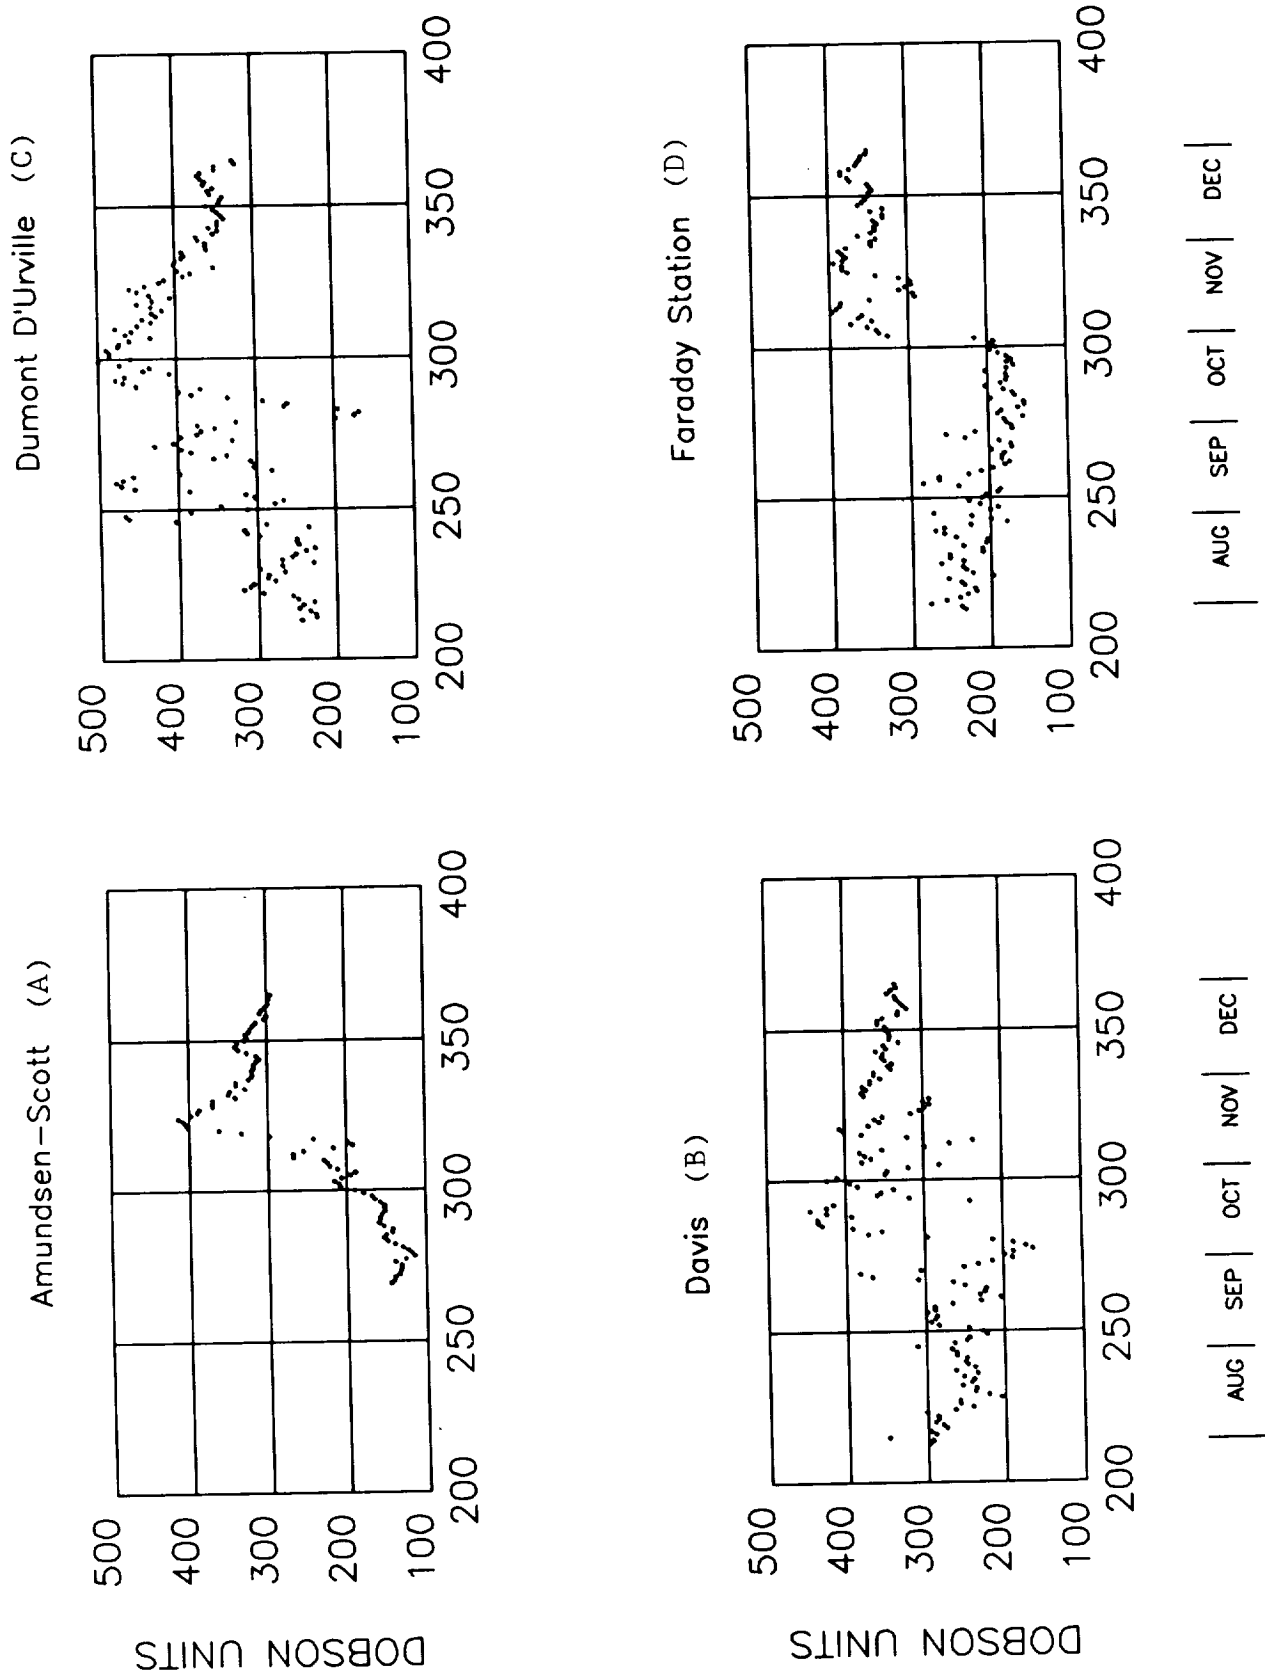 Amundsen-Scott (A)
DOBSON UNITS
500
400
300
200
100
200 250 300 350 400
Dumont D'Urville (C)
500
400
300
200
100
200 250 300 350 400
Davis (B)
DOBSON UNITS
500
400
300
200
100
200 250 300 350 400
| AUG | SEP | OCT | NOV | DEC |
Faraday Station (D)
500
400
300
200
100
200 250 300 350 400
| AUG | SEP | OCT | NOV | DEC |